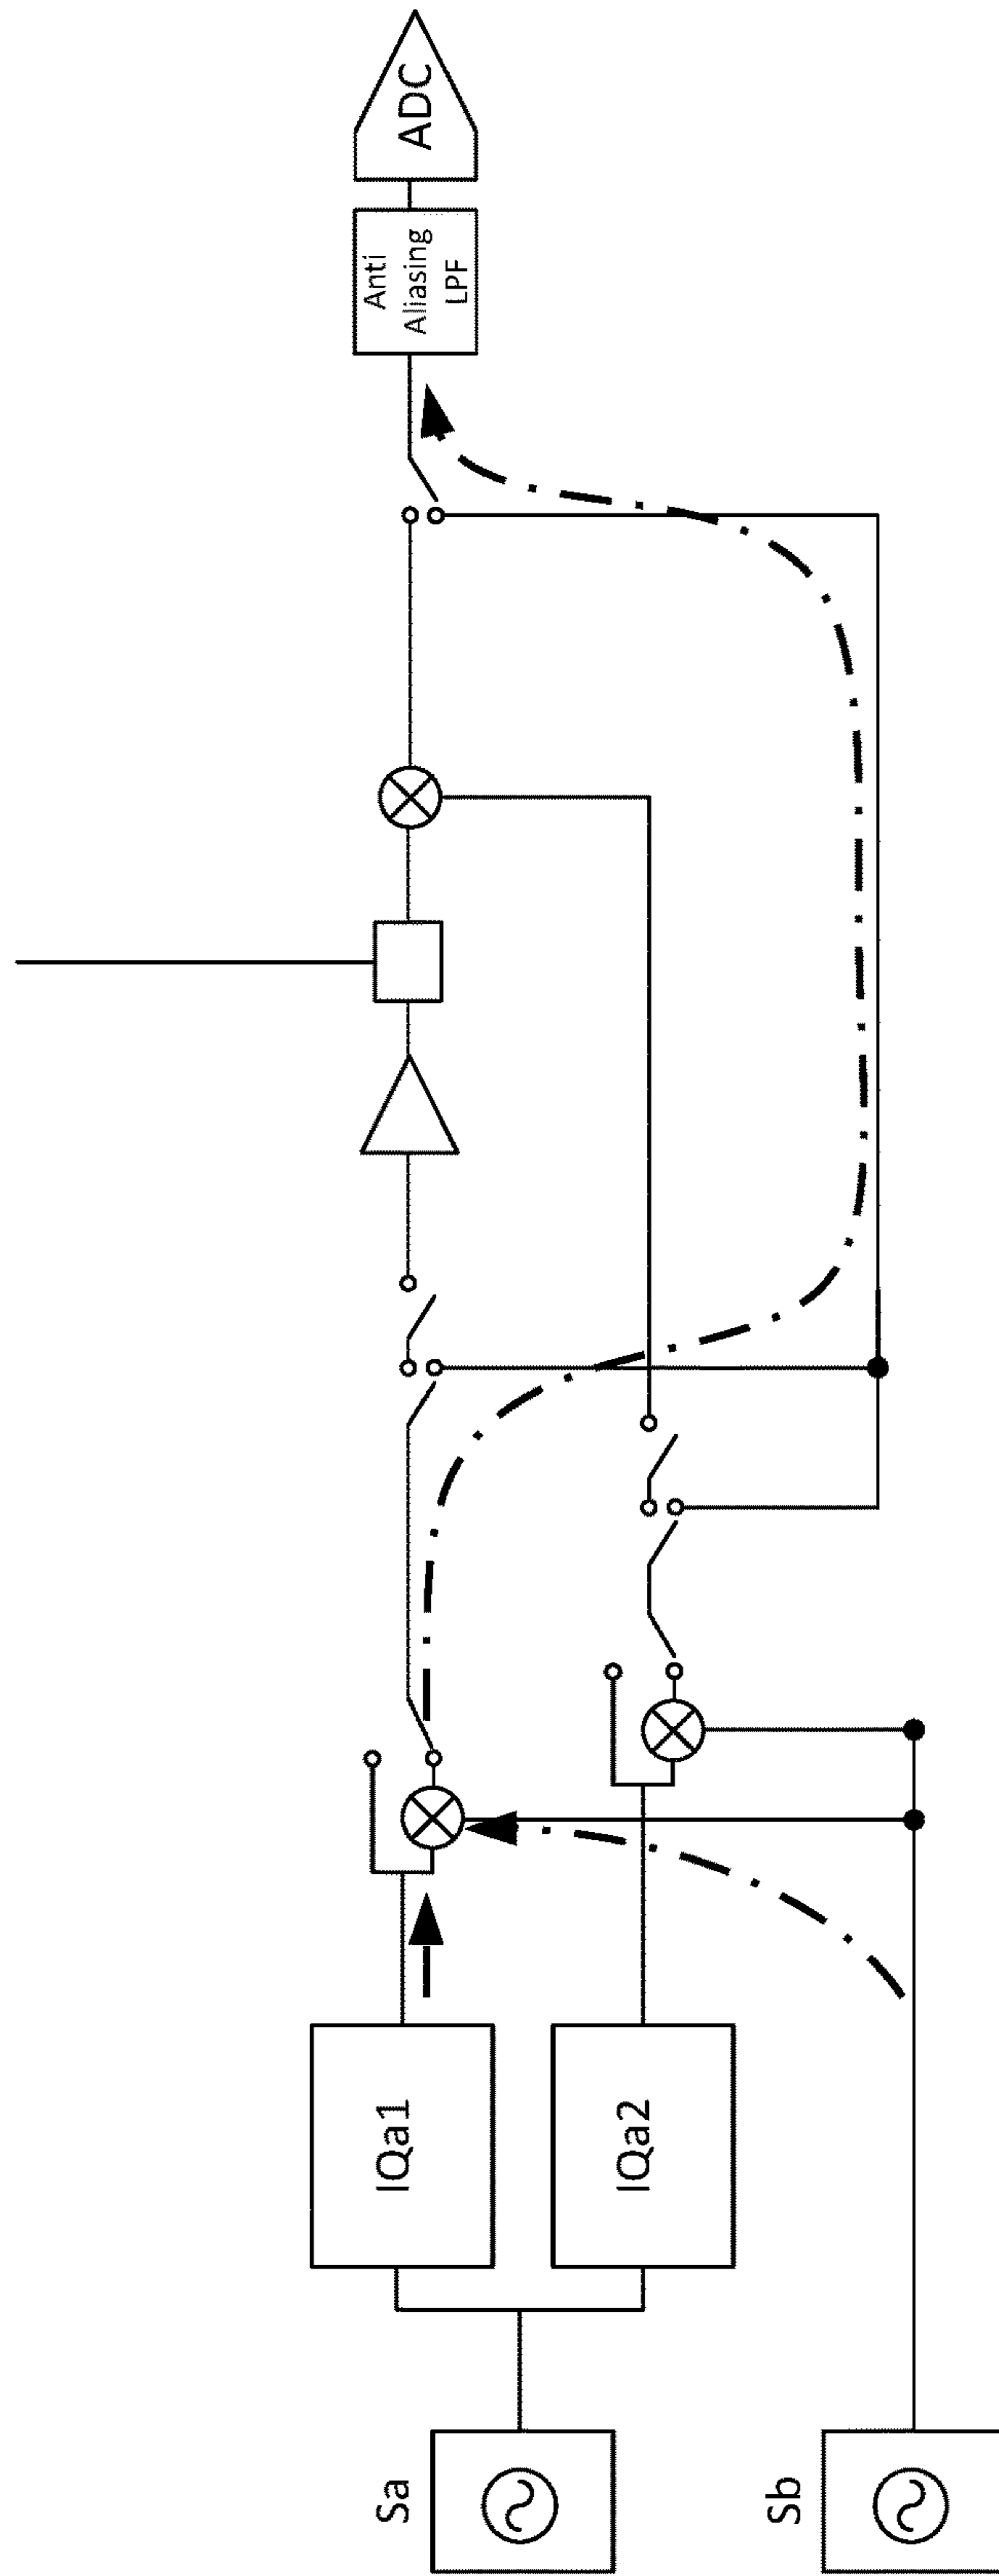 Sa
Sb
IQa1
IQa2
Anti
Aliasing
LPF
ADC